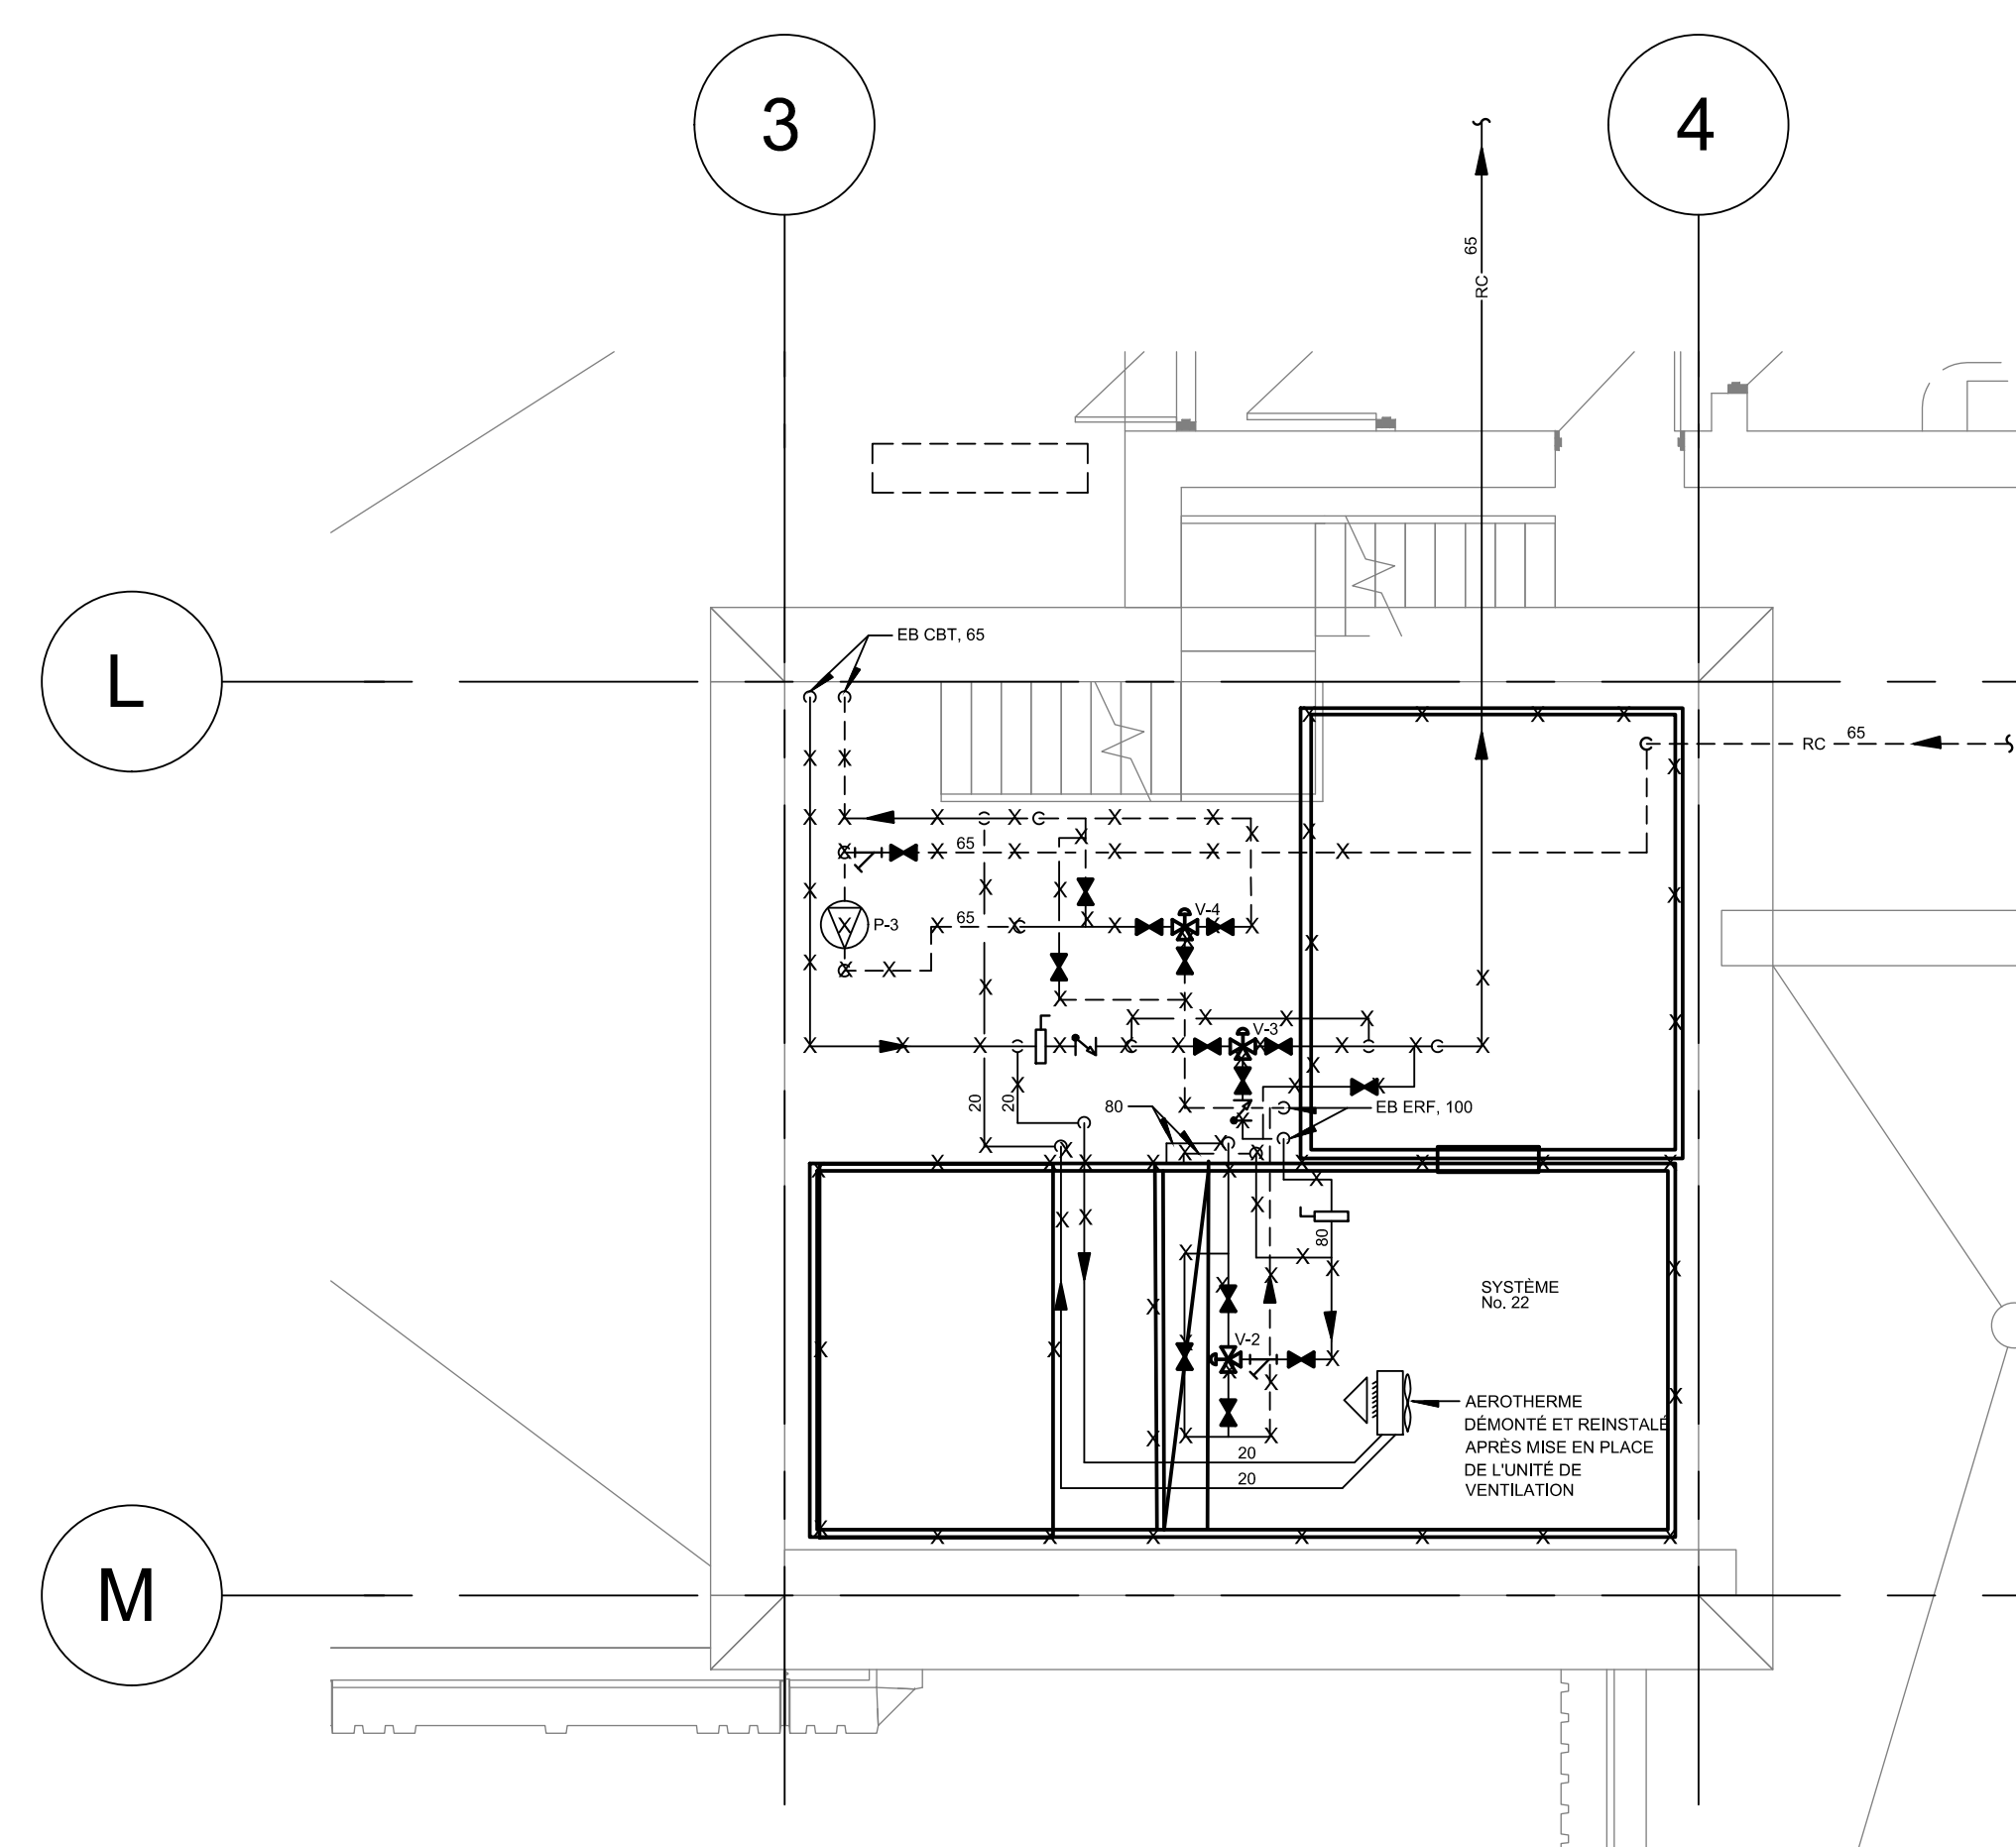 3
4
65
RC
L
EB CBT, 65
RC
65
65
V-4
65
P-3
V-3
20
20
80
EB ERF, 100
80
SYSTÈME
No. 22
V-2
AEROTHERME
DÉMONTÉ ET REINSTALÉ
APRÈS MISE EN PLACE
DE L'UNITÉ DE
VENTILATION
20
20
M